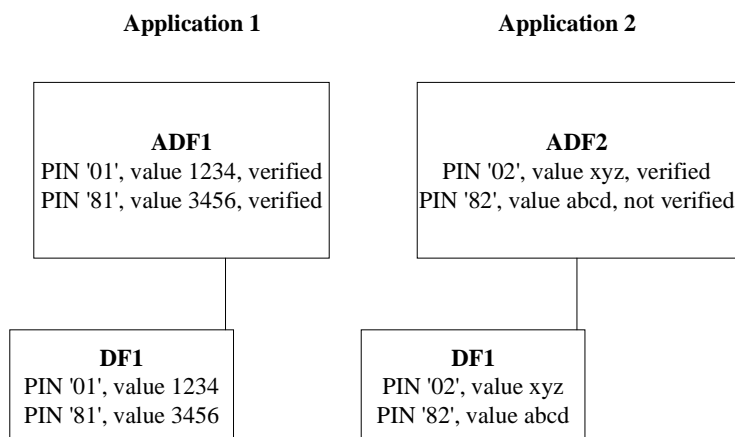 Application 1
Application 2
ADF1
PIN '01', value 1234, verified
PIN '81', value 3456, verified
ADF2
PIN '02', value xyz, verified
PIN '82', value abcd, not verified
DF1
PIN '01', value 1234
PIN '81', value 3456
DF1
PIN '02', value xyz
PIN '82', value abcd